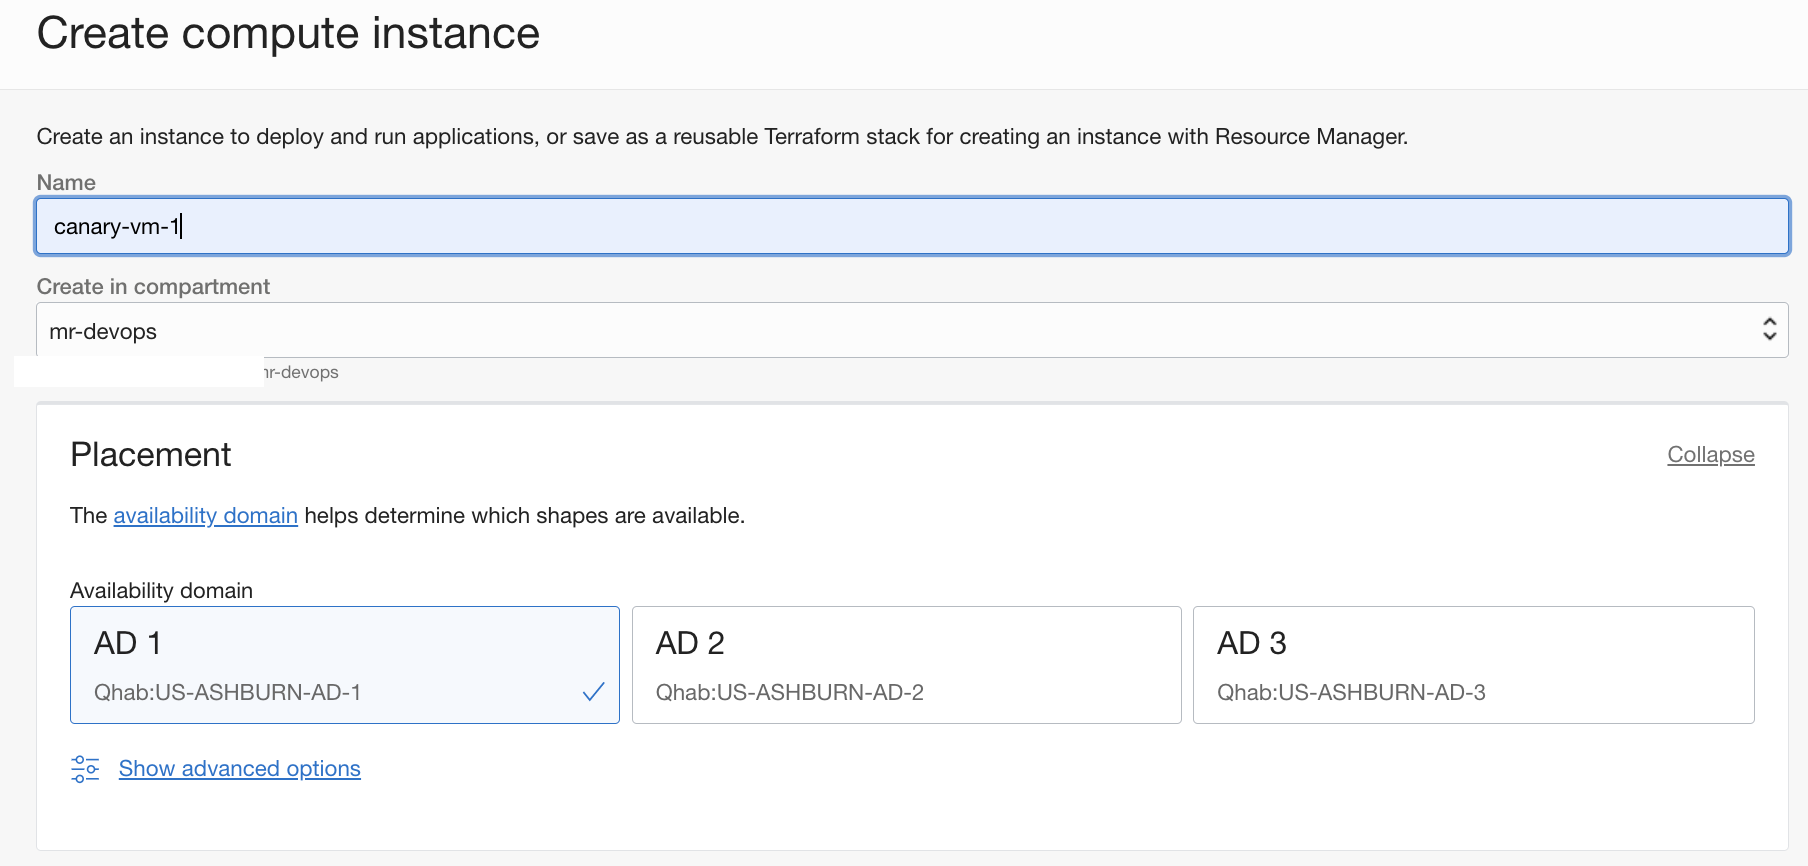 Create compute instance
Create an instance to deploy and run applications, or save as a reusable Terraform stack for creating an instance with Resource Manager.
Name
canary-vm-1
Create in compartment
mr-devops
mr-devops
Placement
Collapse
The availability domain helps determine which shapes are available.
Availability domain
AD 1
Qhab:US-ASHBURN-AD-1
AD 2
Qhab:US-ASHBURN-AD-2
AD 3
Qhab:US-ASHBURN-AD-3
Show advanced options